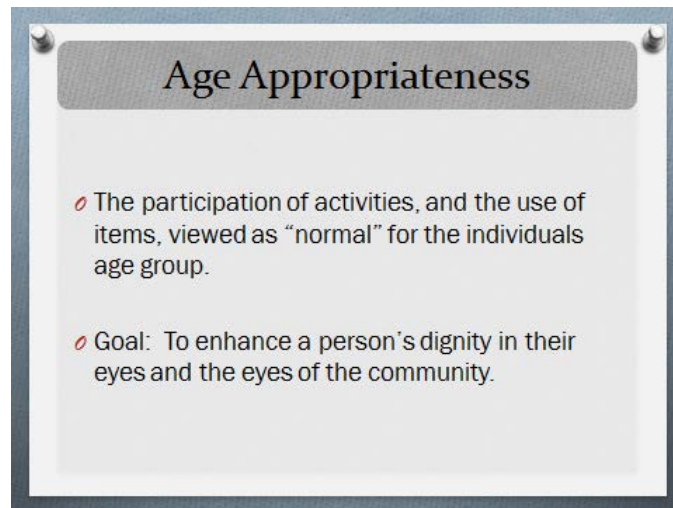 Age Appropriateness
The participation of activities, and the use of
items, viewed as “normal” for the individuals
age group.
Goal: To enhance a person’s dignity in their
eyes and the eyes of the community.